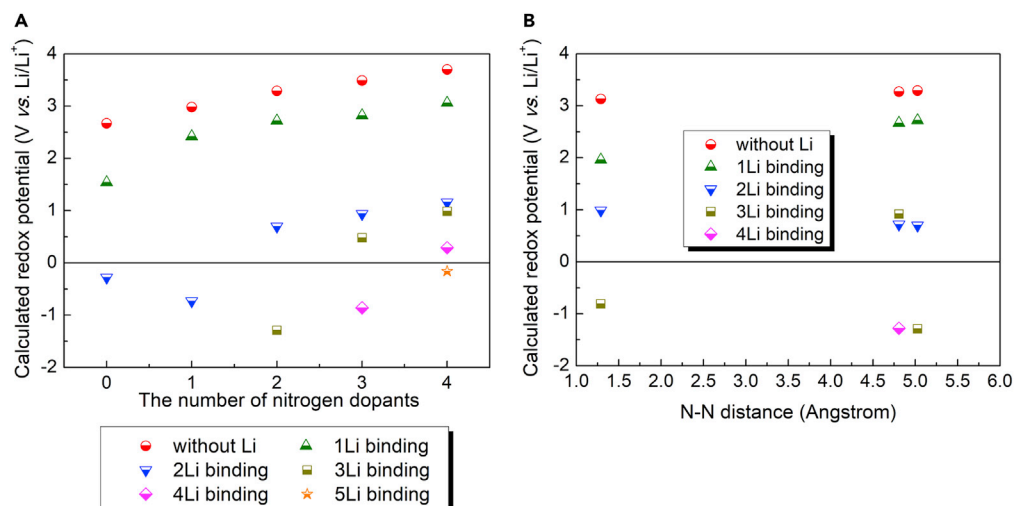 A
Calculated redox potential (V vs. Li/Li⁺)
4
3
2
1
0
-1
-2
0 1 2 3 4
The number of nitrogen dopants
without Li 1Li binding
2Li binding 3Li binding
4Li binding 5Li binding
B
Calculated redox potential (V vs. Li/Li⁺)
4
3
2
1
0
-1
-2
without Li
1Li binding
2Li binding
3Li binding
4Li binding
1.0 1.5 2.0 2.5 3.0 3.5 4.0 4.5 5.0 5.5 6.0
N-N distance (Angstrom)